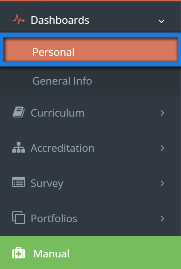 Dashboards
Personal
General Info
Curriculum
Accreditation
Survey
Portfolios
Manual